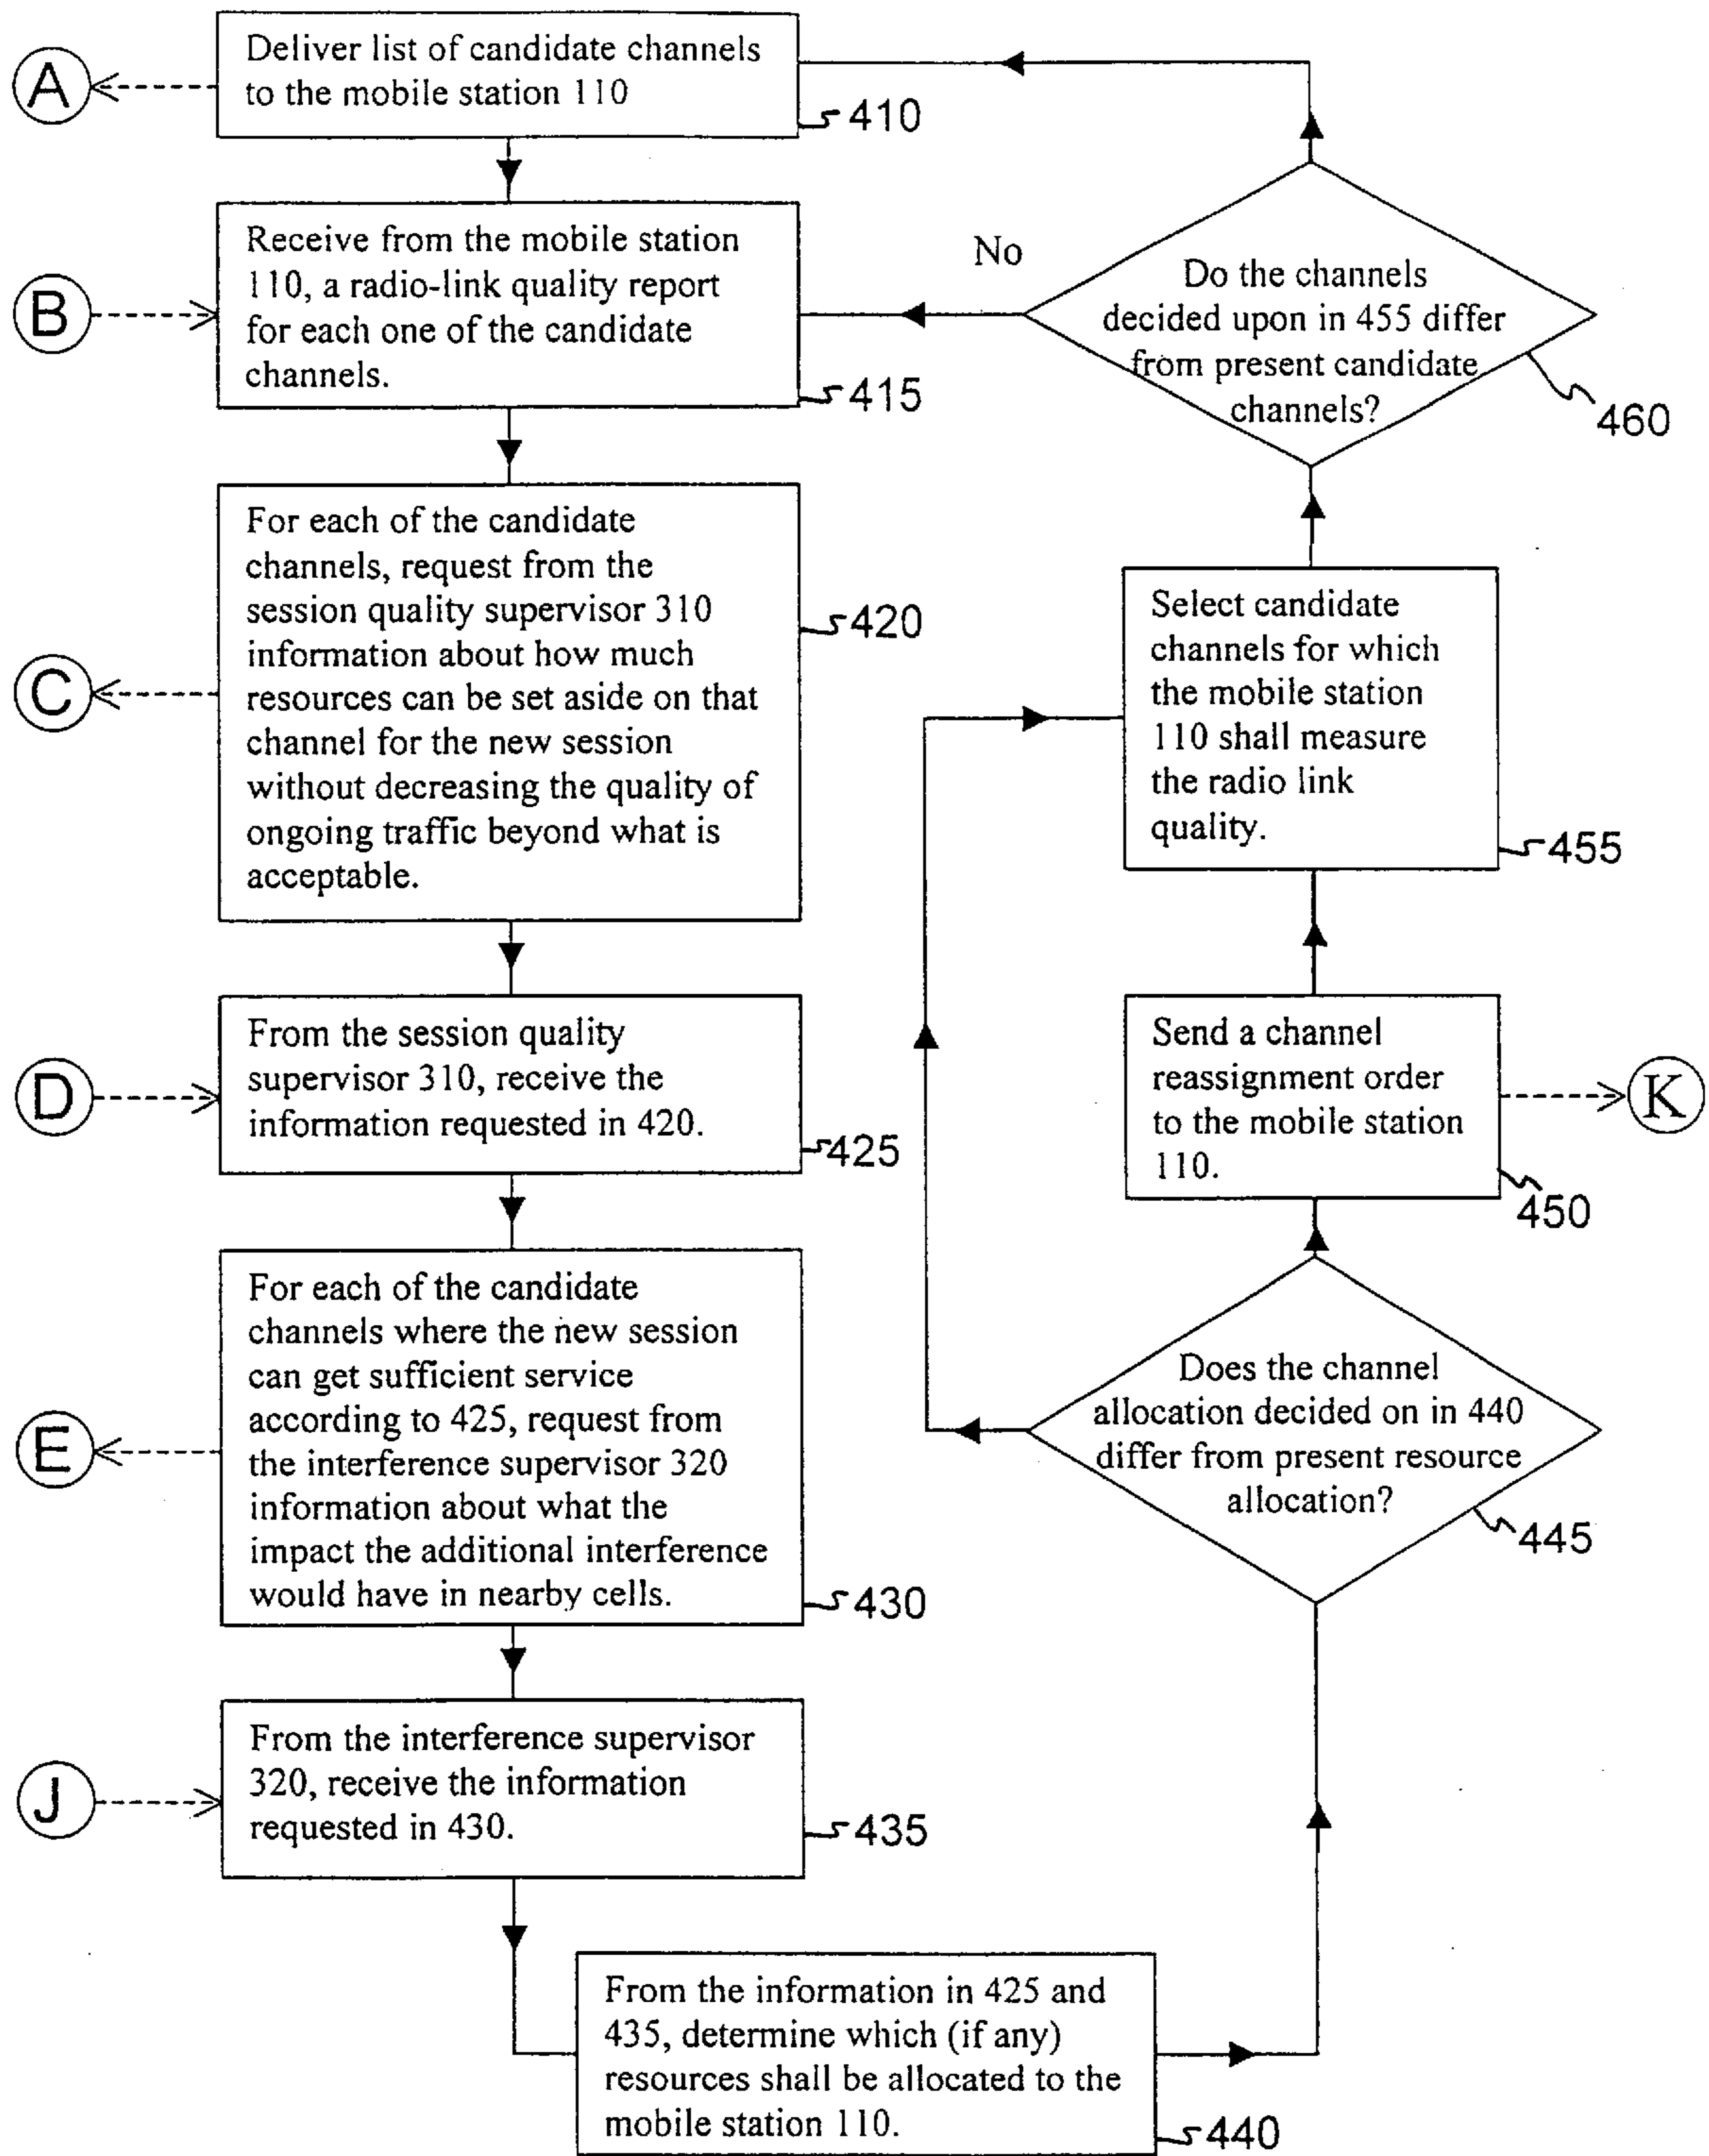 A
Deliver list of candidate channels
to the mobile station 110
410
B
Receive from the mobile station
110, a radio-link quality report
for each one of the candidate
channels.
415
No
Do the channels
decided upon in 455 differ
from present candidate
channels?
460
C
For each of the candidate
channels, request from the
session quality supervisor 310
information about how much
resources can be set aside on that
channel for the new session
without decreasing the quality of
ongoing traffic beyond what is
acceptable.
420
Select candidate
channels for which
the mobile station
110 shall measure
the radio link
quality.
455
D
From the session quality
supervisor 310, receive the
information requested in 420.
425
Send a channel
reassignment order
to the mobile station
110.
450
K
E
For each of the candidate
channels where the new session
can get sufficient service
according to 425, request from
the interference supervisor 320
information about what the
impact the additional interference
would have in nearby cells.
430
Does the channel
allocation decided on in 440
differ from present resource
allocation?
445
J
From the interference supervisor
320, receive the information
requested in 430.
435
From the information in 425 and
435, determine which (if any)
resources shall be allocated to the
mobile station 110.
440